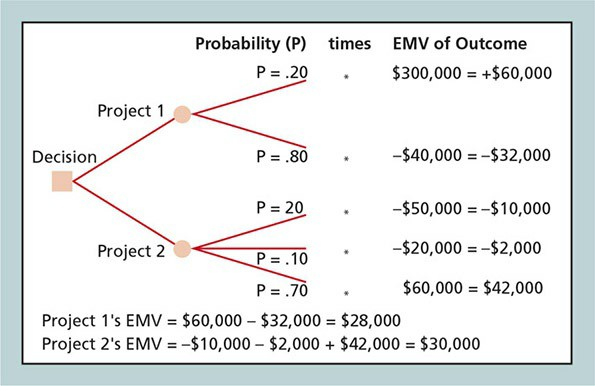 Probability (P) times EMV of Outcome
P = .20 * $300,000 = +$60,000
Project 1
P = .80 * –$40,000 = –$32,000
Decision
P = 20 * –$50,000 = –$10,000
Project 2
P = .10 * –$20,000 = –$2,000
P = .70 * $60,000 = $42,000
Project 1's EMV = $60,000 – $32,000 = $28,000
Project 2's EMV = –$10,000 – $2,000 + $42,000 = $30,000